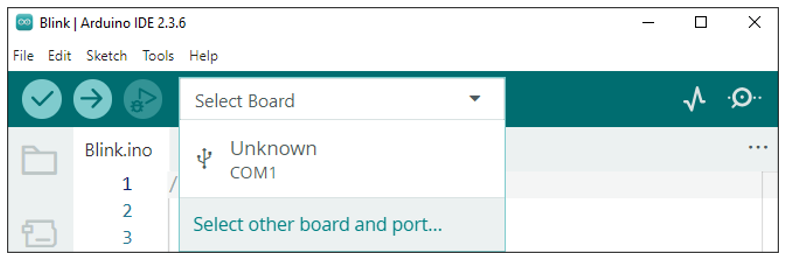 Blink | Arduino IDE 2.3.6
File Edit Sketch Tools Help
Select Board
Blink.ino
Unknown
COM1
1 /
2
3
Select other board and port...